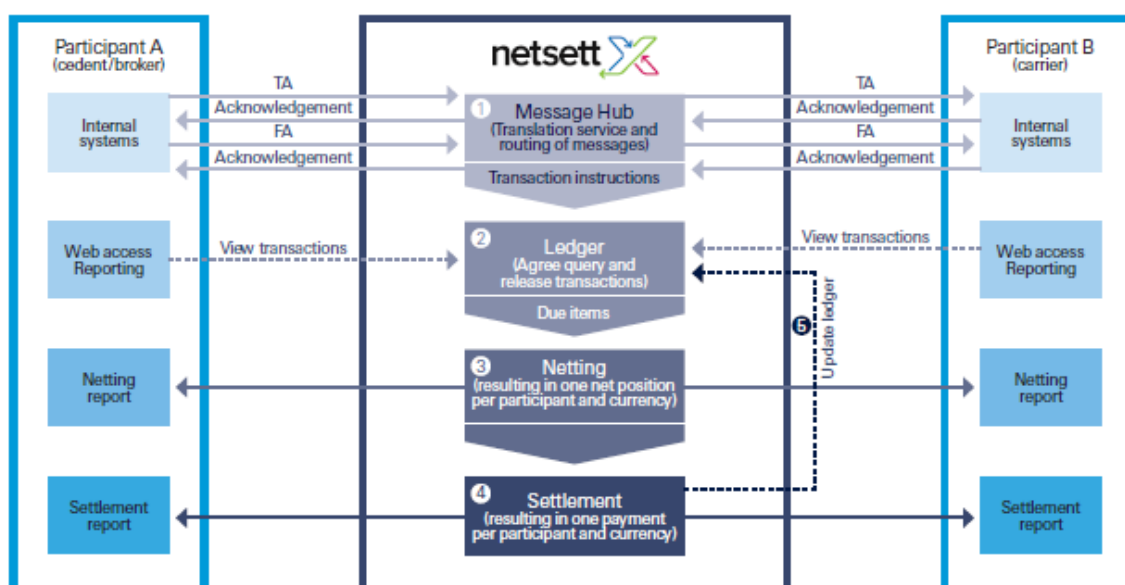 Participant A
(cedent/broker)
netsett
Participant B
(carrier)
TA
Acknowledgement
FA
Acknowledgement
Internal
systems
1
Message Hub
(Translation service and
routing of messages)
Transaction instructions
TA
Acknowledgement
FA
Acknowledgement
Internal
systems
Web access
Reporting
View transactions
2
Ledger
(Agree query and
release transactions)
Due items
View transactions
Web access
Reporting
5
Update ledger
Netting
report
3
Netting
(resulting in one net position
per participant and currency)
Netting
report
Settlement
report
4
Settlement
(resulting in one payment
per participant and currency)
Settlement
report